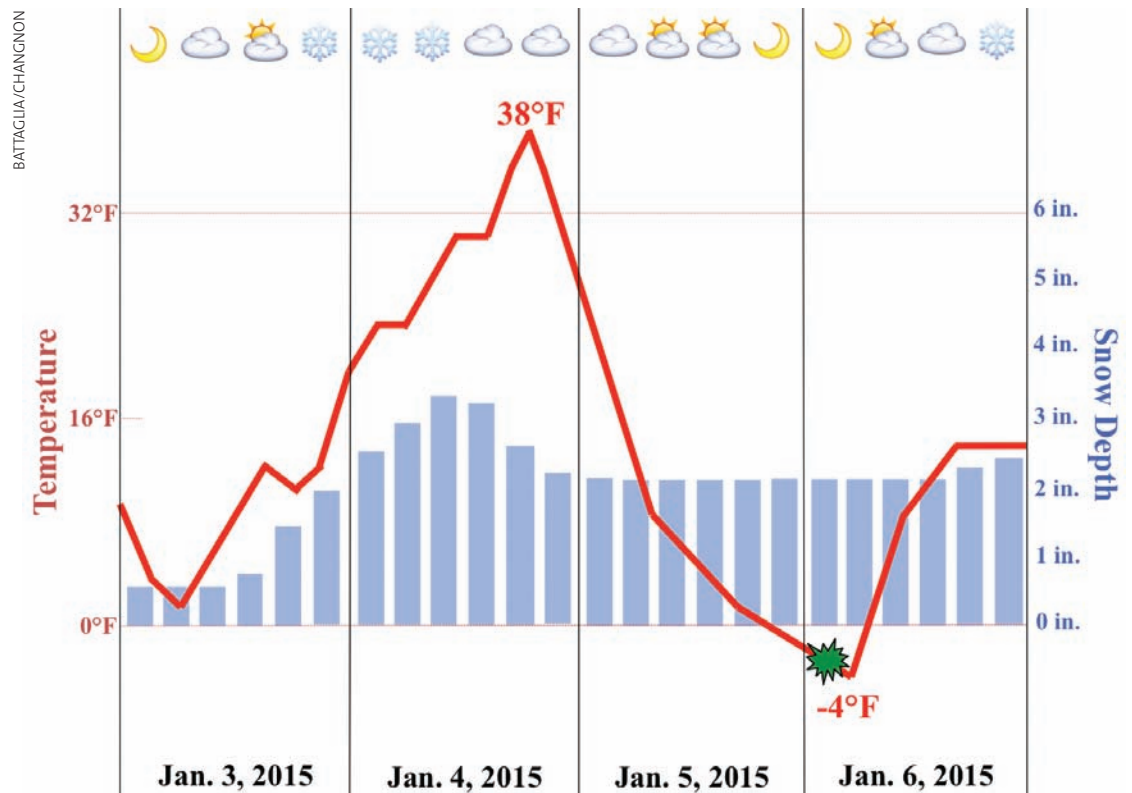 BATTAGLIA/CHANGNON
38°F
32°F
16°F
0°F
Temperature
6 in.
5 in.
4 in.
3 in.
2 in.
1 in.
0 in.
Snow Depth
-4°F
Jan. 3, 2015
Jan. 4, 2015
Jan. 5, 2015
Jan. 6, 2015